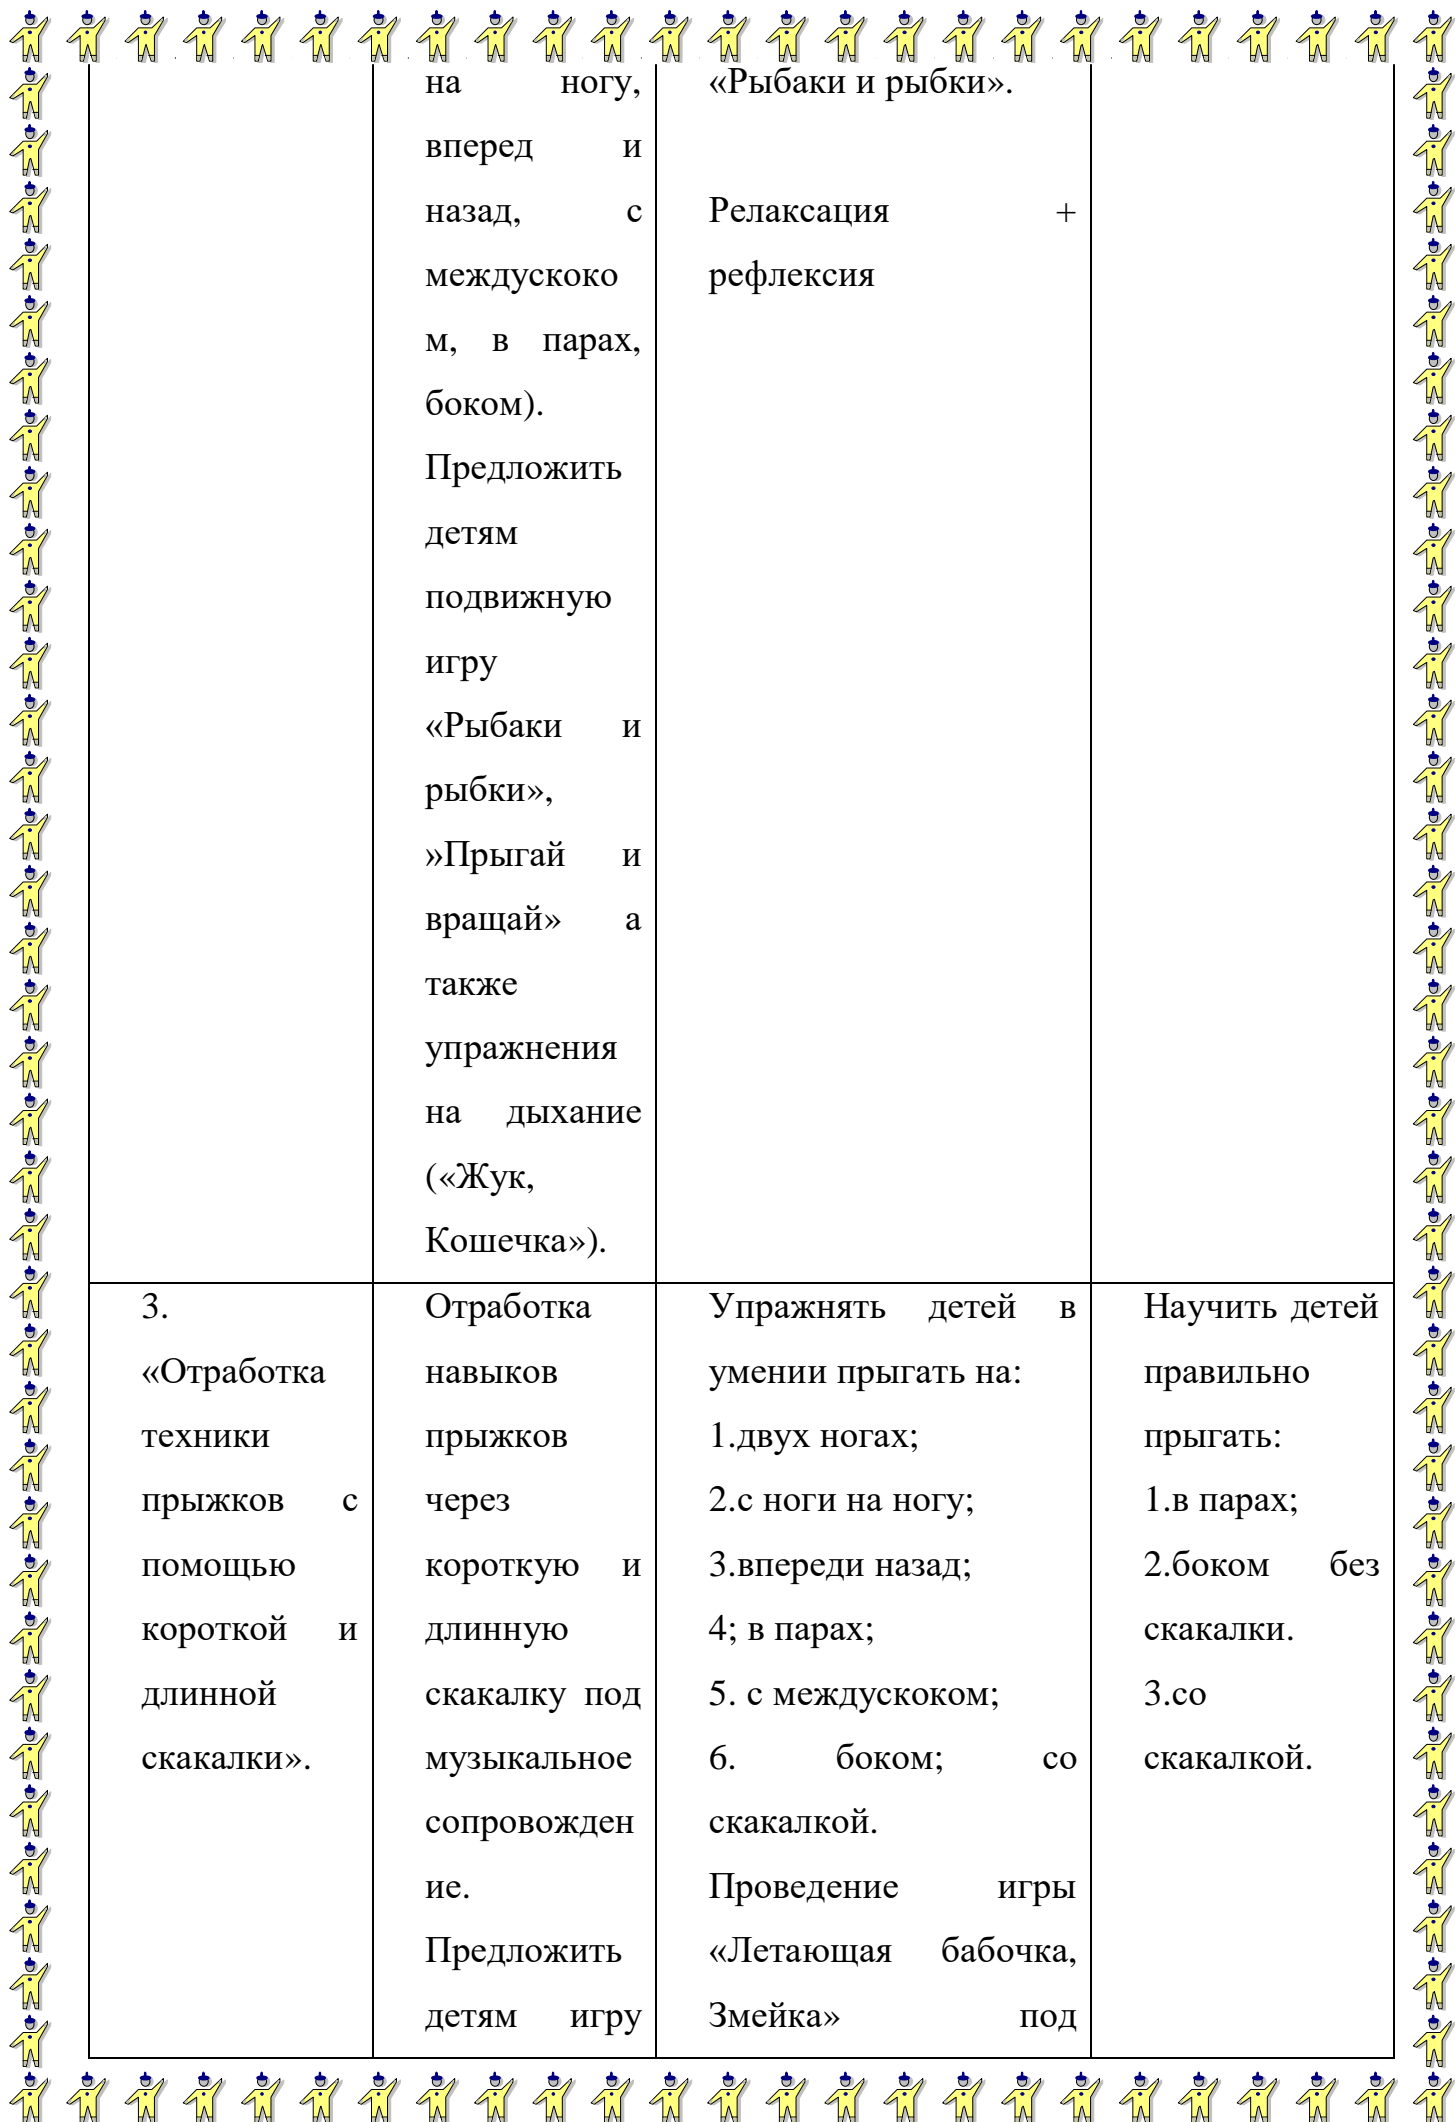 на ногу,
вперед и
назад, с
междускоко
м, в парах,
боком).
Предложить
детям
подвижную
игру
«Рыбаки и
рыбки»,
»Прыгай и
вращай» а
также
упражнения
на дыхание
(«Жук,
Кошечка»).
«Рыбаки и рыбки».
Релаксация +
рефлексия
3.
«Отработка
техники
прыжков с
помощью
короткой и
длинной
скакалки».
Отработка
навыков
прыжков
через
короткую и
длинную
скакалку под
музыкальное
сопровожден
ие.
Предложить
детям игру
Упражнять детей в
умении прыгать на:
1.двух ногах;
2.с ноги на ногу;
3.впереди назад;
4; в парах;
5. с междускоком;
6. боком; со
скакалкой.
Проведение игры
«Летающая бабочка,
Змейка» под
Научить детей
правильно
прыгать:
1.в парах;
2.боком без
скакалки.
3.со
скакалкой.